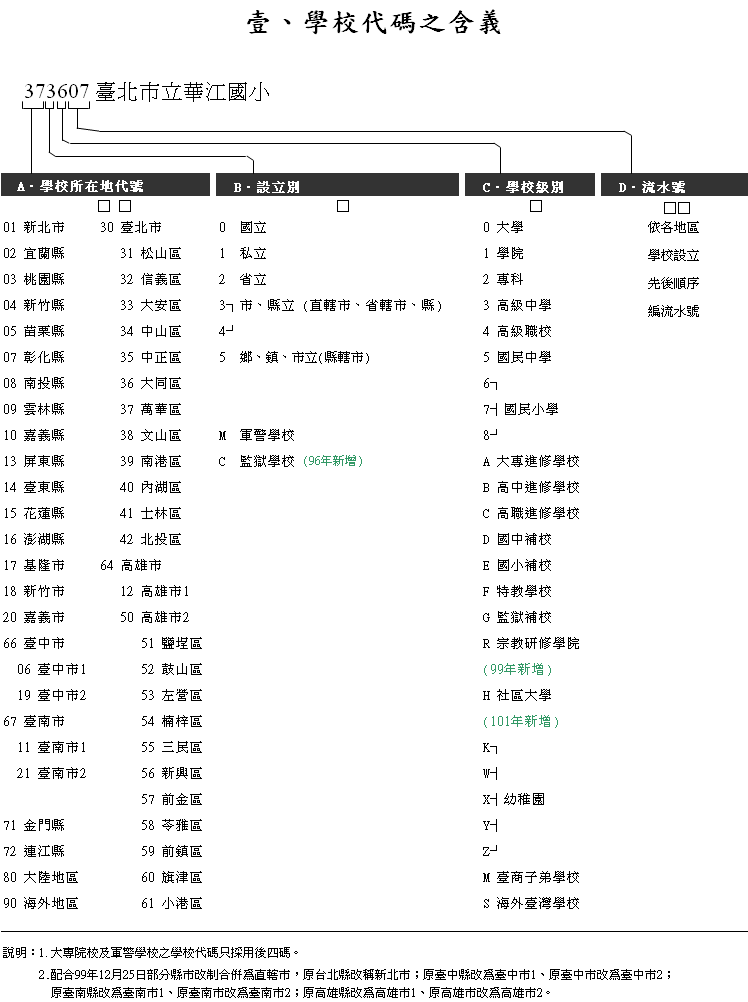 壹、學校代碼之含義
373607 臺北市立華江國小
A．學校所在地代號
B．設立別
C．學校級別
D．流水號
01 新北市 30 臺北市
02 宜蘭縣 31 松山區
03 桃園縣 32 信義區
04 新竹縣 33 大安區
05 苗栗縣 34 中山區
07 彰化縣 35 中正區
08 南投縣 36 大同區
09 雲林縣 37 萬華區
10 嘉義縣 38 文山區
13 屏東縣 39 南港區
14 臺東縣 40 內湖區
15 花蓮縣 41 士林區
16 澎湖縣 42 北投區
17 基隆市 64 高雄市
18 新竹市 12 高雄市1
20 嘉義市 50 高雄市2
66 臺中市 51 鹽埕區
06 臺中市1 52 鼓山區
19 臺中市2 53 左營區
67 臺南市 54 楠梓區
11 臺南市1 55 三民區
21 臺南市2 56 新興區
57 前金區
71 金門縣 58 苓雅區
72 連江縣 59 前鎮區
80 大陸地區 60 旗津區
90 海外地區 61 小港區
0 國立
1 私立
2 省立
3 市、縣立 (直轄市、省轄市、縣)
4
5 鄉、鎮、市立(縣轄市)
M 軍警學校
C 監獄學校 (96年新增)
0 大學
1 學院
2 專科
3 高級中學
4 高級職校
5 國民中學
6
7 國民小學
8
A 大專進修學校
B 高中進修學校
C 高職進修學校
D 國中補校
E 國小補校
F 特教學校
G 監獄補校
R 宗教研修學院
(99年新增)
H 社區大學
(101年新增)
K
W
X 幼稚園
Y
Z
M 臺商子弟學校
S 海外臺灣學校
依各地區
學校設立
先後順序
編流水號
說明：1. 大專院校及軍警學校之學校代碼只採用後四碼。
2.配合99年12月25日部分縣市改制合併為直轄市，原台北縣改稱新北市；原臺中縣改為臺中市1、原臺中市改為臺中市2；
原臺南縣改為臺南市1、原臺南市改為臺南市2；原高雄縣改為高雄市1、原高雄市改為高雄市2。